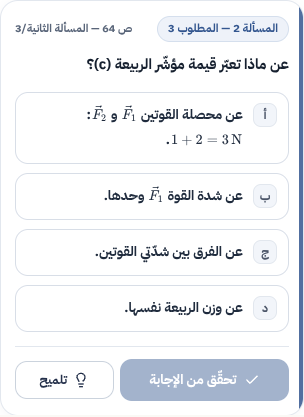 المسألة 2 — المطلوب 3
ص 64 — المسألة الثانية/3
عن ماذا تعبّر قيمة مؤشّر الربيعة (c)؟
أ
عن محصلة القوتين F⃗₁ و F⃗₂:
1 + 2 = 3 N.
ب
عن شدة القوة F⃗₁ وحدها.
ج
عن الفرق بين شدّتي القوتين.
د
عن وزن الربيعة نفسها.
تحقّق من الإجابة
تلميح